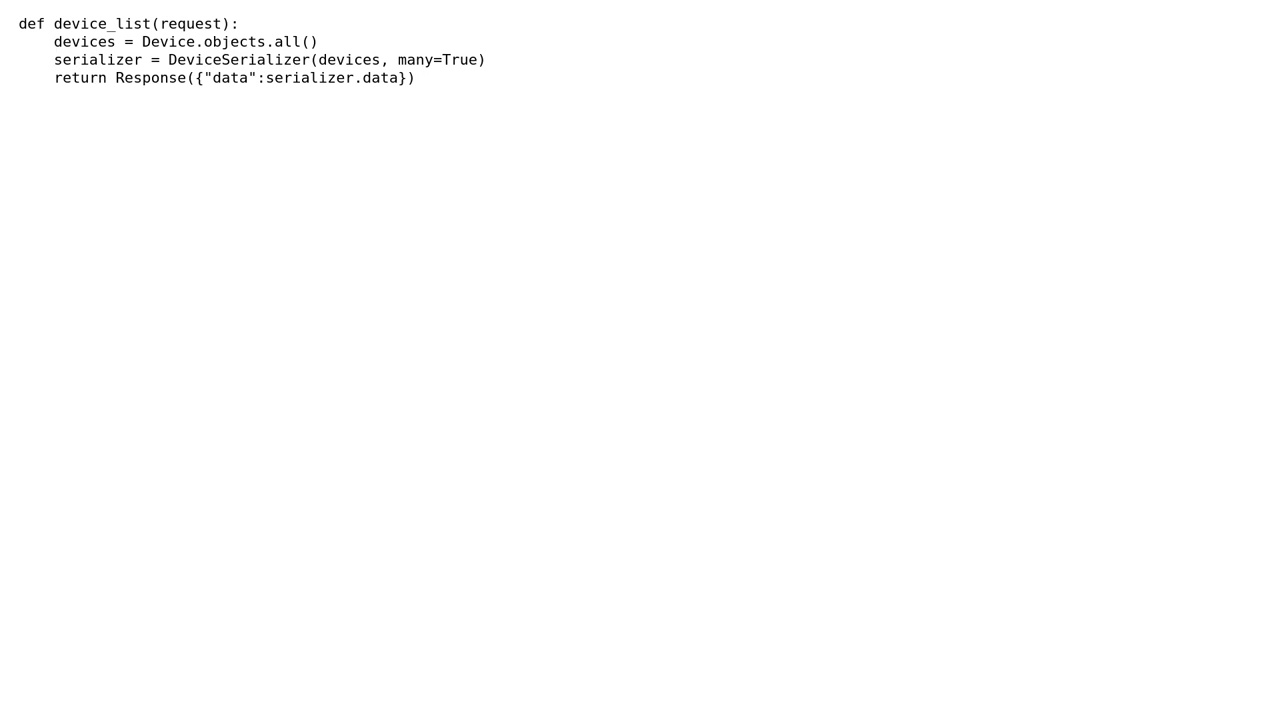 def device_list(request):
    devices = Device.objects.all()
    serializer = DeviceSerializer(devices, many=True)
    return Response({"data":serializer.data})